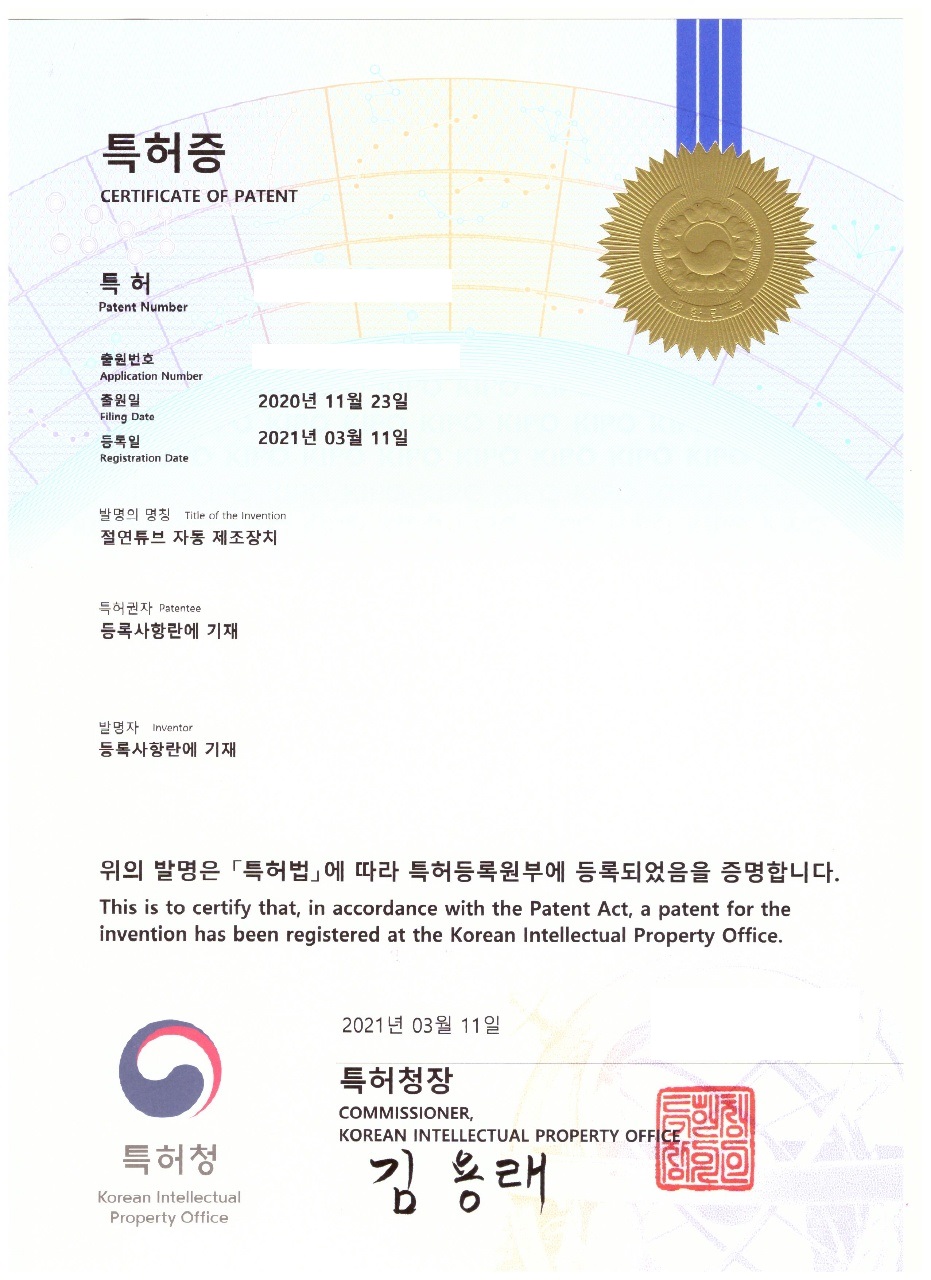 특허증
CERTIFICATE OF PATENT
특 허
Patent Number
출원번호
Application Number
출원일 2020년 11월 23일
Filing Date
등록일 2021년 03월 11일
Registration Date
발명의 명칭 Title of the Invention
절연튜브 자동 제조장치
특허권자 Patentee
등록사항란에 기재
발명자 Inventor
등록사항란에 기재
위의 발명은 「특허법」에 따라 특허등록원부에 등록되었음을 증명합니다.
This is to certify that, in accordance with the Patent Act, a patent for the
invention has been registered at the Korean Intellectual Property Office.
2021년 03월 11일
특허청장
COMMISSIONER,
KOREAN INTELLECTUAL PROPERTY OFFICE
김용래
특허청
Korean Intellectual
Property Office